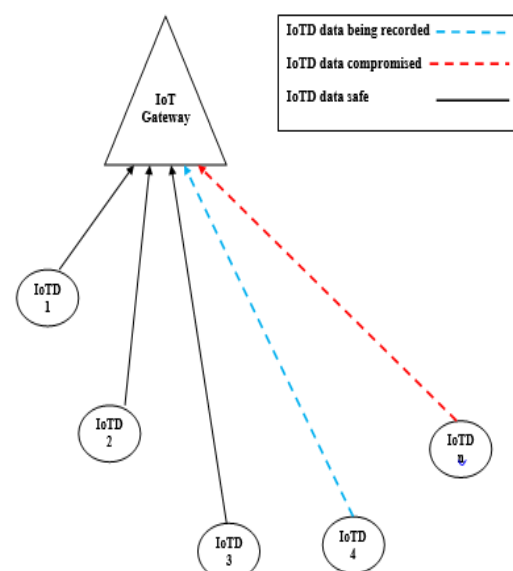 IoTD data being recorded
IoTD data compromised
IoTD data safe
IoT
Gateway
IoTD
1
IoTD
2
IoTD
3
IoTD
4
IoTD
n